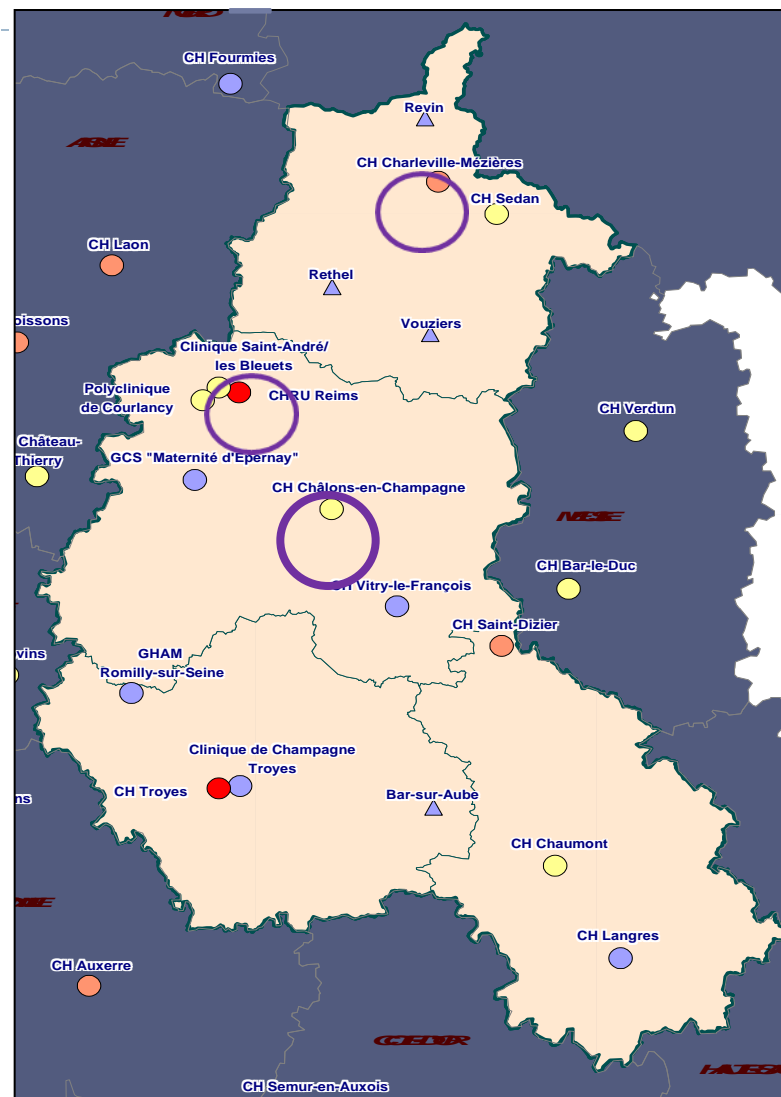 CH Fourmies
Revin
CH Charleville-Mézières
CH Sedan
CH Laon
Rethel
oissons
Vouziers
Clinique Saint-André/
les Bleuets
Polyclinique
de Courlancy
CHRU Reims
CH Verdun
Château-
Thierry
GCS "Maternité d'Epernay"
CH Châlons-en-Champagne
CH Bar-le-Duc
CH Vitry-le-François
CH Saint-Dizier
vins
GHAM
Romilly-sur-Seine
Clinique de Champagne
Troyes
CH Troyes
Bar-sur-Aube
ns
CH Chaumont
CH Langres
CH Auxerre
CH Semur-en-Auxois